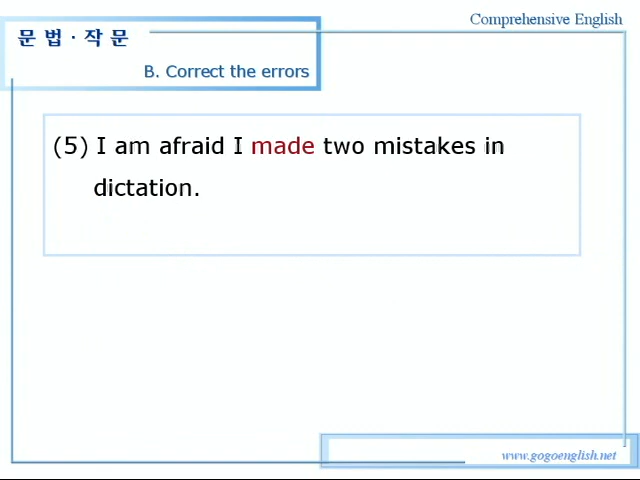 Comprehensive English
문 법 · 작 문
B. Correct the errors
(5) I am afraid I made two mistakes in
dictation.
www.gogoenglish.net